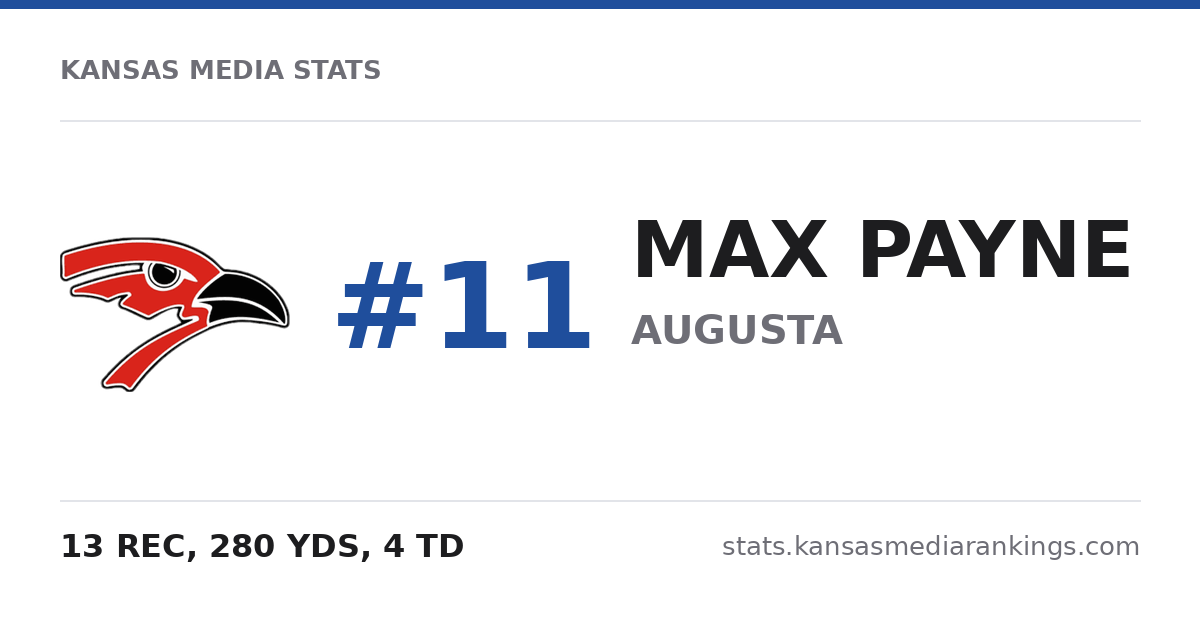 KANSAS MEDIA STATS
#11
MAX PAYNE
AUGUSTA
13 REC, 280 YDS, 4 TD
stats.kansasmediarankings.com